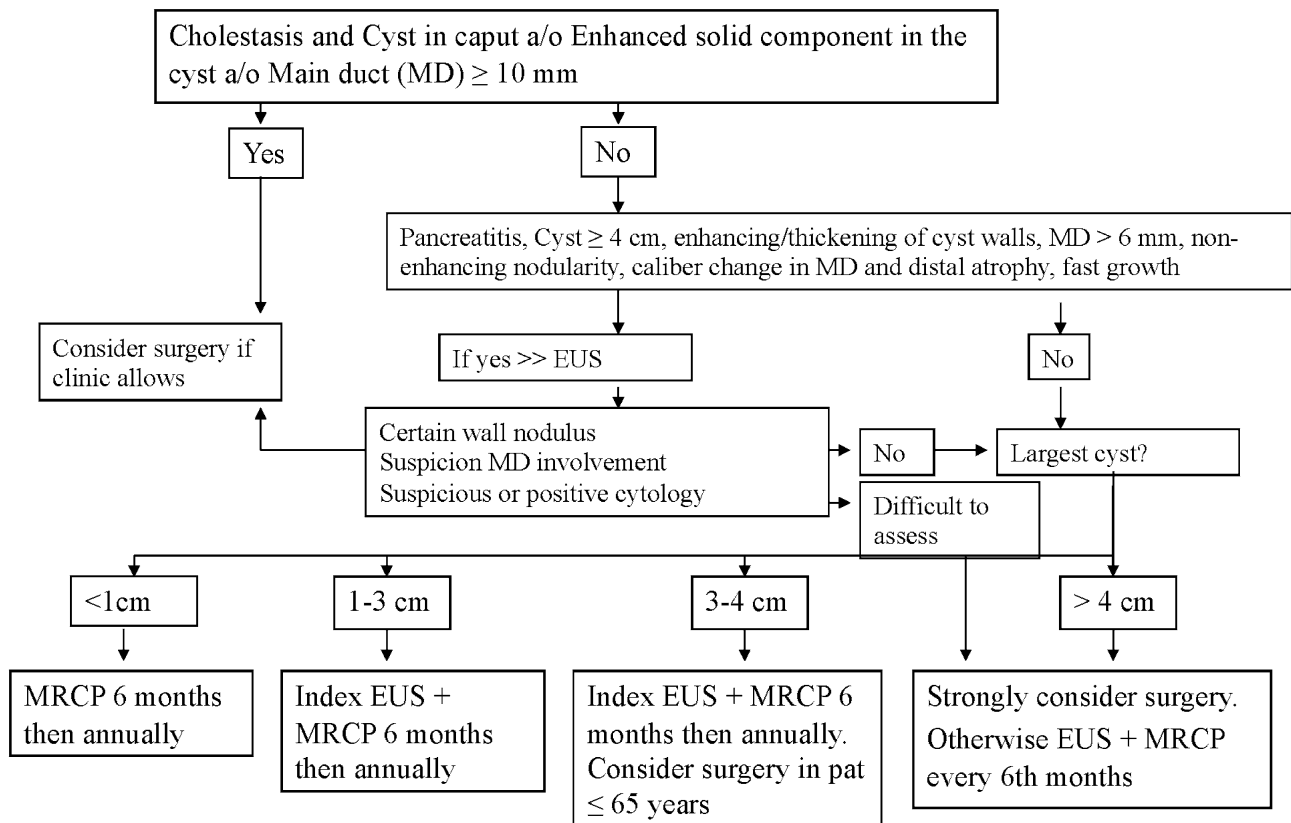 Cholestasis and Cyst in caput a/o Enhanced solid component in the
cyst a/o Main duct (MD) ≥ 10 mm
Yes
No
Pancreatitis, Cyst ≥ 4 cm, enhancing/thickening of cyst walls, MD > 6 mm, non-
enhancing nodularity, caliber change in MD and distal atrophy, fast growth
Consider surgery if
clinic allows
If yes >> EUS
No
Certain wall nodulus
Suspicion MD involvement
Suspicious or positive cytology
No
Largest cyst?
Difficult to
assess
<1cm
1-3 cm
3-4 cm
> 4 cm
MRCP 6 months
then annually
Index EUS +
MRCP 6 months
then annually
Index EUS + MRCP 6
months then annually.
Consider surgery in pat
≤ 65 years
Strongly consider surgery.
Otherwise EUS + MRCP
every 6th months